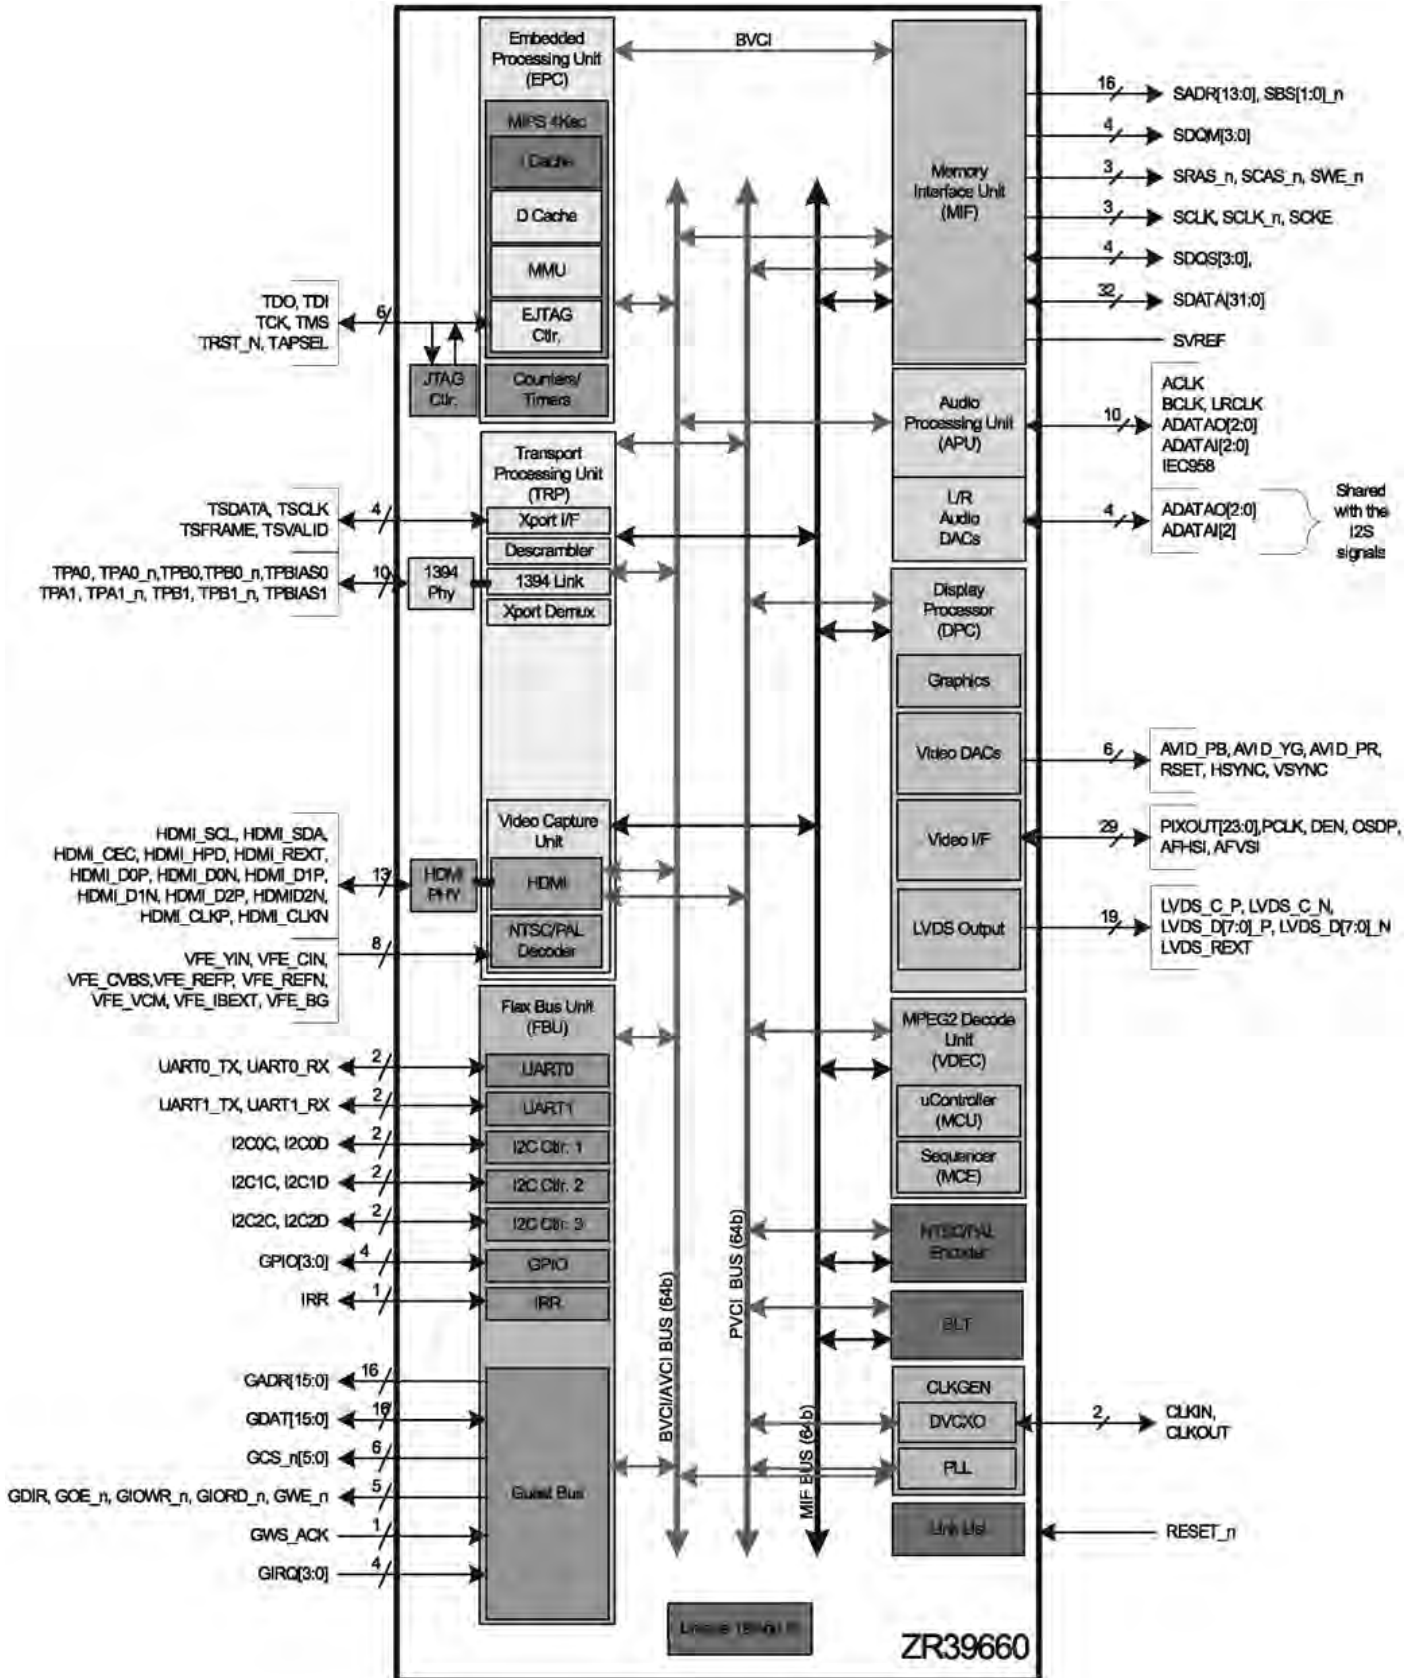 Embedded
Processing Unit
(EPC)
MIPS 4Kec
I Cache
D Cache
MMU
EJTAG
Ctlr.
Counters/
Timers
JTAG
Ctlr.
TDO, TDI
TCK, TMS
TRST_N, TAPSEL
6
BVCI
Memory
Interface Unit
(MIF)
16
SADR[13:0], SBS[1:0]_n
4
SDQM[3:0]
3
SRAS_n, SCAS_n, SWE_n
3
SCLK, SCLK_n, SCKE
4
SDQS[3:0],
32
SDATA[31:0]
SVREF
Audio
Processing Unit
(APU)
10
ACLK
BCLK, LRCLK
ADATAO[2:0]
ADATAI[2:0]
IEC958
L/R
Audio
DACs
4
ADATAO[2:0]
ADATAI[2]
Shared
with the
I2S
signals
Transport
Processing Unit
(TRP)
Xport I/F
Descrambler
1394 Link
Xport Demux
TSDATA, TSCLK
TSFRAME, TSVALID
4
TPA0, TPA0_n,TPB0,TPB0_n,TPBIAS0
TPA1, TPA1_n, TPB1, TPB1_n, TPBIAS1
10
1394
Phy
Display
Processor
(DPC)
Graphics
Video DACs
6
AVID_PB, AVID_YG, AVID_PR,
RSET, HSYNC, VSYNC
Video I/F
29
PIXOUT[23:0],PCLK, DEN, OSDP,
AFHSI, AFVSI
LVDS Output
19
LVDS_C_P, LVDS_C_N,
LVDS_D[7:0]_P, LVDS_D[7:0]_N
LVDS_REXT
Video Capture
Unit
HDMI
NTSC/PAL
Decoder
HDMI_SCL, HDMI_SDA,
HDMI_CEC, HDMI_HPD, HDMI_REXT,
HDMI_D0P, HDMI_D0N, HDMI_D1P,
HDMI_D1N, HDMI_D2P, HDMID2N,
HDMI_CLKP, HDMI_CLKN
13
HDMI
PHY
VFE_YIN, VFE_CIN,
VFE_CVBS,VFE_REFP, VFE_REFN,
VFE_VCM, VFE_IBEXT, VFE_BG
8
Flax Bus Unit
(FBU)
UART0
UART1
I2C Ctlr. 1
I2C Ctlr. 2
I2C Ctlr. 3
GPIO
IRR
Guest Bus
UART0_TX, UART0_RX
2
UART1_TX, UART1_RX
2
I2C0C, I2C0D
2
I2C1C, I2C1D
2
I2C2C, I2C2D
2
GPIO[3:0]
4
IRR
1
GADR[15:0]
16
GDAT[15:0]
16
GCS_n[5:0]
6
GDIR, GOE_n, GIOWR_n, GIORD_n, GWE_n
5
GWS_ACK
1
GIRQ[3:0]
4
MPEG2 Decode
Unit
(VDEC)
uController
(MCU)
Sequencer
(MCE)
NTSC/PAL
Encoder
BLT
CLKGEN
DVCXO
PLL
2
CLKIN,
CLKOUT
Link List
RESET_n
BVCI/AVCI BUS (64b)
PVCI BUS (64b)
MIF BUS (64b)
ZR39660